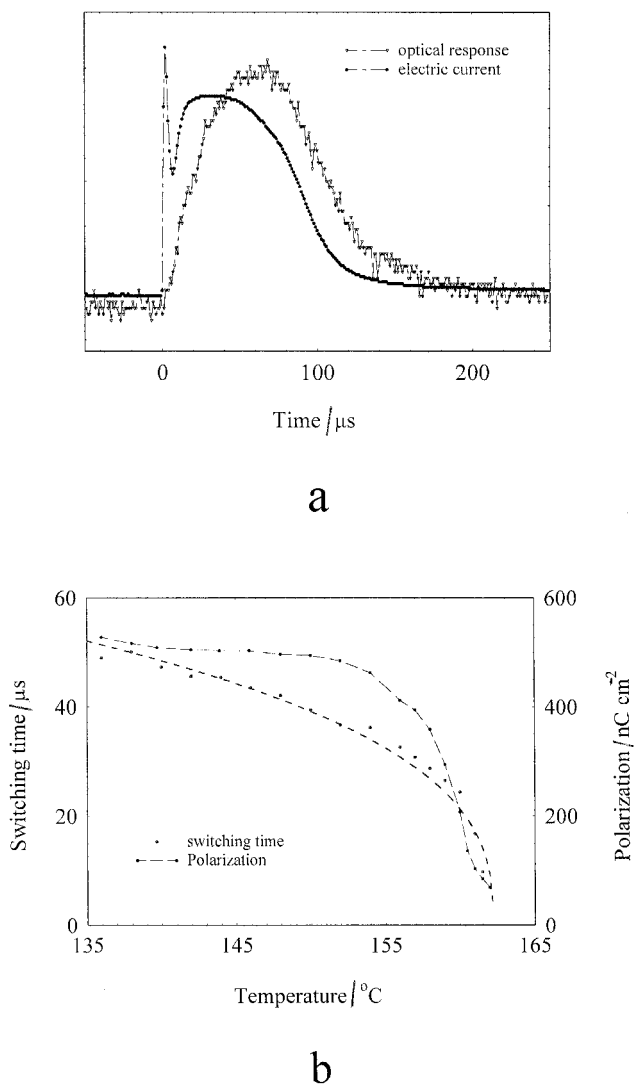 optical response
electric current
0 100 200
Time / μs
a
60 600
40 400
20 200
0 0
switching time
Polarization
135 145 155 165
Switching time / μs
Polarization / nC cm⁻²
Temperature / °C
b